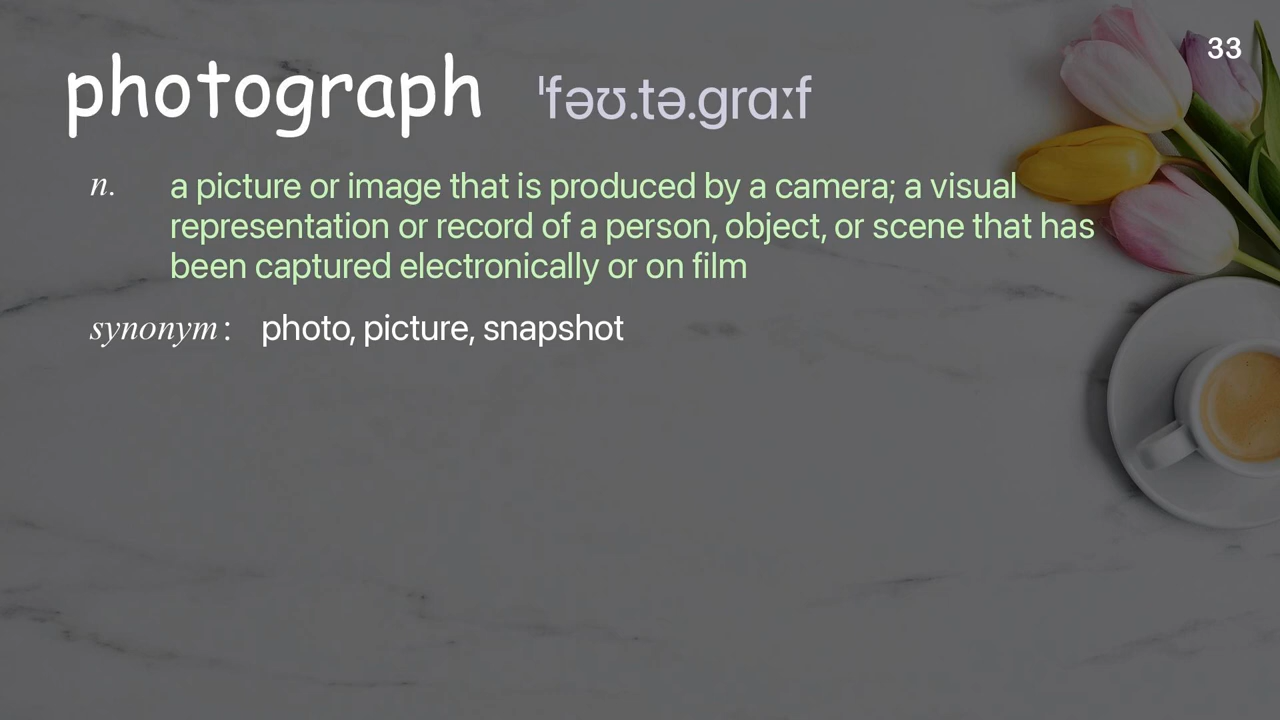 33
photograph ˈfəʊ.tə.ɡrɑːf
n. a picture or image that is produced by a camera; a visual
representation or record of a person, object, or scene that has
been captured electronically or on film
synonym: photo, picture, snapshot